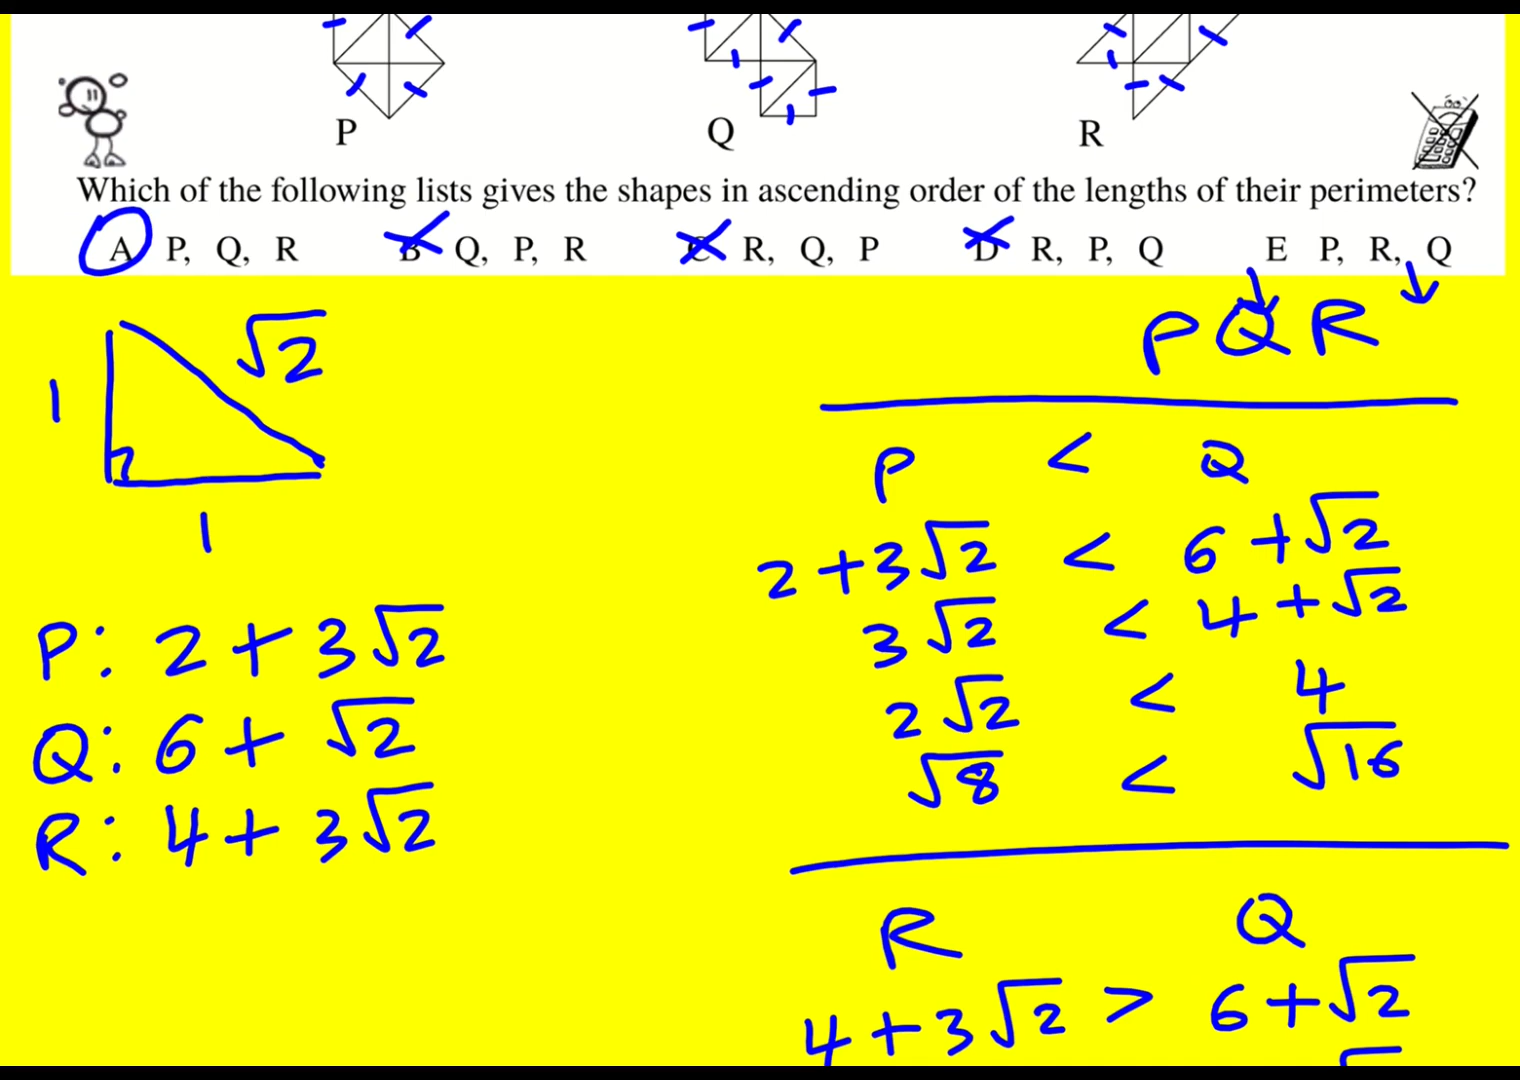 P Q R
Which of the following lists gives the shapes in ascending order of the lengths of their perimeters?
A P, Q, R B Q, P, R C R, Q, P D R, P, Q E P, R, Q
P Q R
√2
1
1
P < Q
2 + 3√2 < 6 + √2
3√2 < 4 + √2
2√2 < 4
√8 < √16
P: 2 + 3√2
Q: 6 + √2
R: 4 + 3√2
R Q
4 + 3√2 > 6 + √2